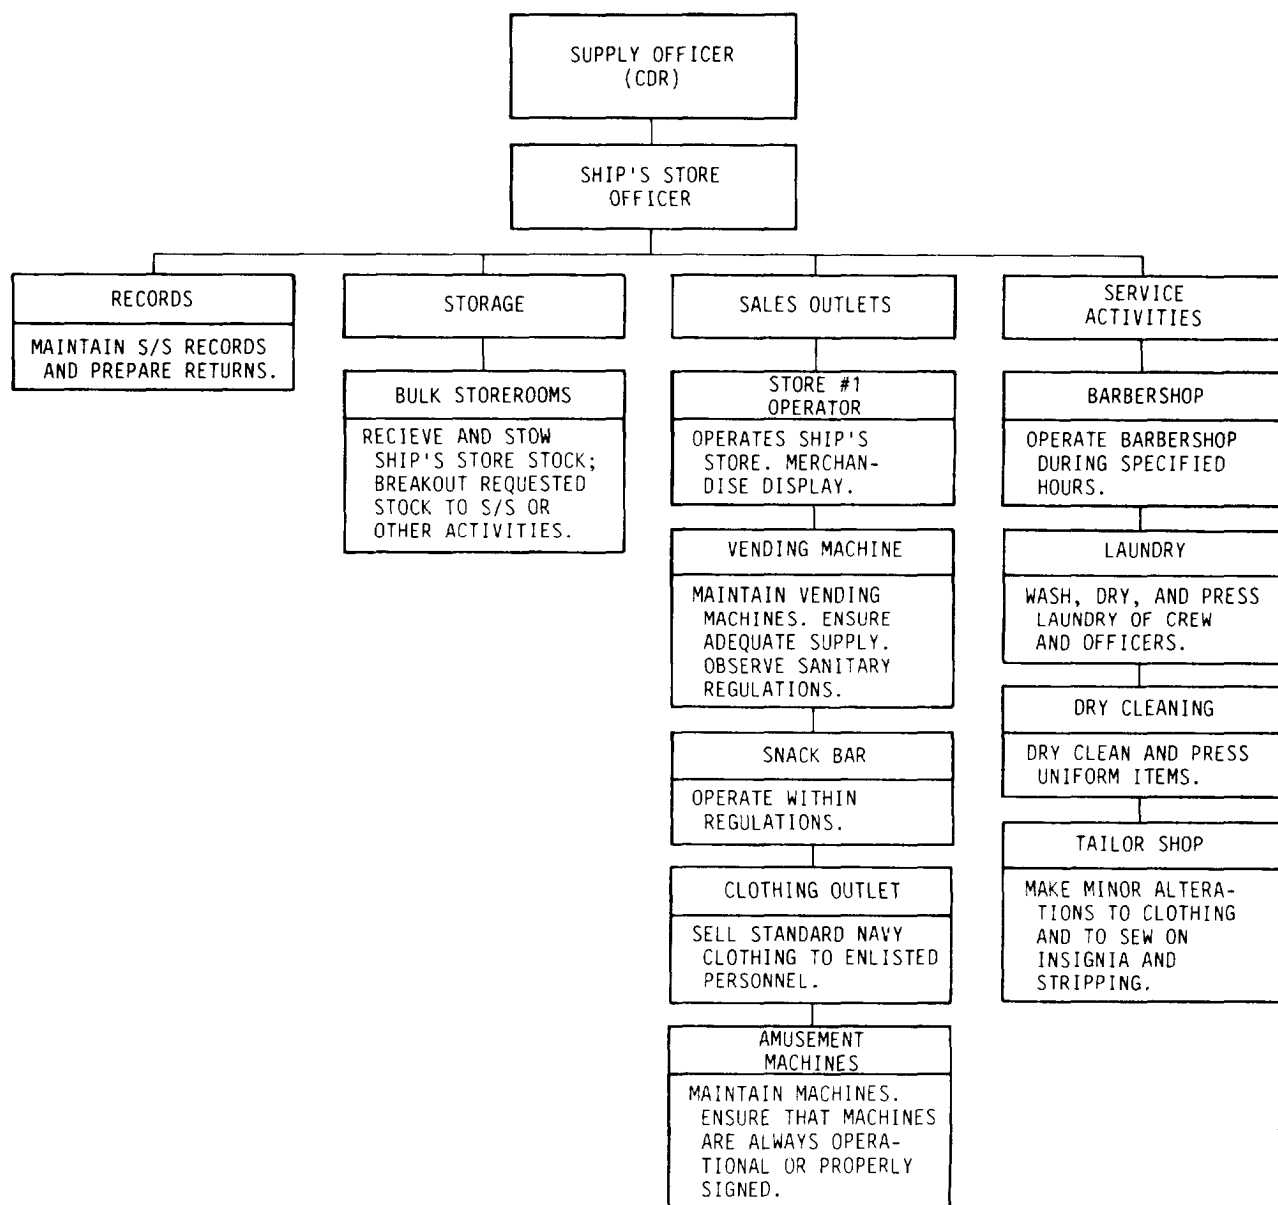 SUPPLY OFFICER
(CDR)
SHIP'S STORE
OFFICER
RECORDS
MAINTAIN S/S RECORDS
AND PREPARE RETURNS.
STORAGE
BULK STOREROOMS
RECIEVE AND STOW
SHIP'S STORE STOCK;
BREAKOUT REQUESTED
STOCK TO S/S OR
OTHER ACTIVITIES.
SALES OUTLETS
STORE #1
OPERATOR
OPERATES SHIP'S
STORE. MERCHAN-
DISE DISPLAY.
VENDING MACHINE
MAINTAIN VENDING
MACHINES. ENSURE
ADEQUATE SUPPLY.
OBSERVE SANITARY
REGULATIONS.
SNACK BAR
OPERATE WITHIN
REGULATIONS.
CLOTHING OUTLET
SELL STANDARD NAVY
CLOTHING TO ENLISTED
PERSONNEL.
AMUSEMENT
MACHINES
MAINTAIN MACHINES.
ENSURE THAT MACHINES
ARE ALWAYS OPERA-
TIONAL OR PROPERLY
SIGNED.
SERVICE
ACTIVITIES
BARBERSHOP
OPERATE BARBERSHOP
DURING SPECIFIED
HOURS.
LAUNDRY
WASH, DRY, AND PRESS
LAUNDRY OF CREW
AND OFFICERS.
DRY CLEANING
DRY CLEAN AND PRESS
UNIFORM ITEMS.
TAILOR SHOP
MAKE MINOR ALTERA-
TIONS TO CLOTHING
AND TO SEW ON
INSIGNIA AND
STRIPPING.